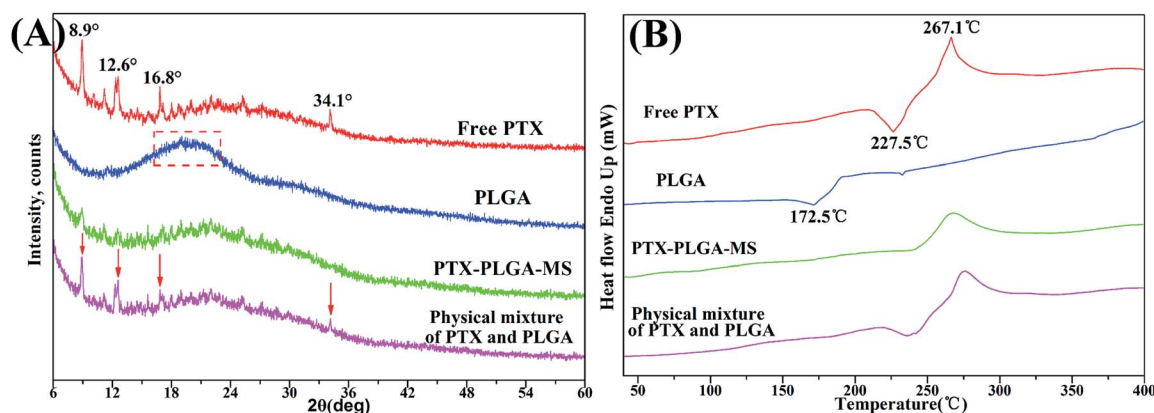 (A)
8.9°
12.6°
16.8°
34.1°
Free PTX
PLGA
PTX-PLGA-MS
Physical mixture
of PTX and PLGA
Intensity, counts
6 12 18 24 30 36 42 48 54 60
2θ(deg)
(B)
267.1℃
Free PTX
227.5℃
PLGA
172.5℃
PTX-PLGA-MS
Physical mixture
of PTX and PLGA
Heat flow Endo Up (mW)
50 100 150 200 250 300 350 400
Temperature(℃)